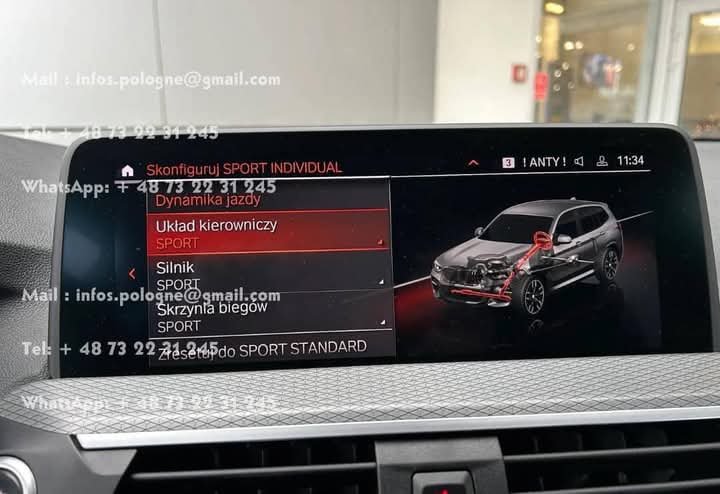 Mail : infos.pologne@gmail.com
Tel: + 48 73 22 31 245
Skonfiguruj SPORT INDIVIDUAL
3 ! ANTY ! 11:34
WhatsApp: + 48 73 22 31 245
Dynamika jazdy
Układ kierowniczy
SPORT
Silnik
SPORT
Mail : infos.pologne@gmail.com
Skrzynia biegów
SPORT
Tel: + 48 73 22 31 245
Zresetuj do SPORT STANDARD
WhatsApp: + 48 73 22 31 245